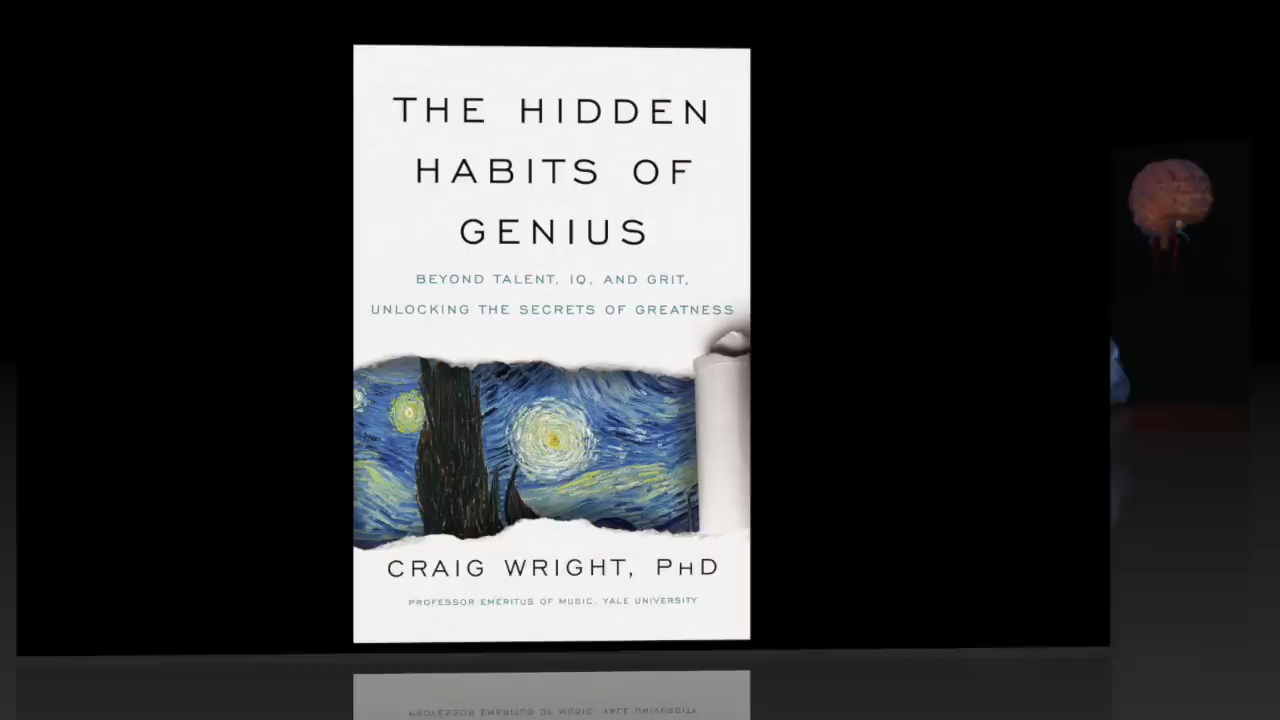 THE HIDDEN
HABITS OF
GENIUS
BEYOND TALENT, IQ, AND GRIT,
UNLOCKING THE SECRETS OF GREATNESS
CRAIG WRIGHT, PHD
PROFESSOR EMERITUS OF MUSIC, YALE UNIVERSITY